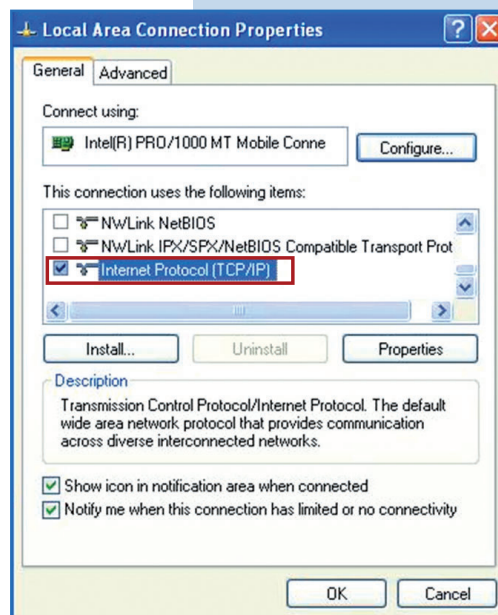 Local Area Connection Properties
General Advanced
Connect using:
Intel(R) PRO/1000 MT Mobile Conne
Configure...
This connection uses the following items:
NWLink NetBIOS
NWLink IPX/SPX/NetBIOS Compatible Transport Prot
Internet Protocol (TCP/IP)
Install... Uninstall Properties
Description
Transmission Control Protocol/Internet Protocol. The default
wide area network protocol that provides communication
across diverse interconnected networks.
Show icon in notification area when connected
Notify me when this connection has limited or no connectivity
OK Cancel